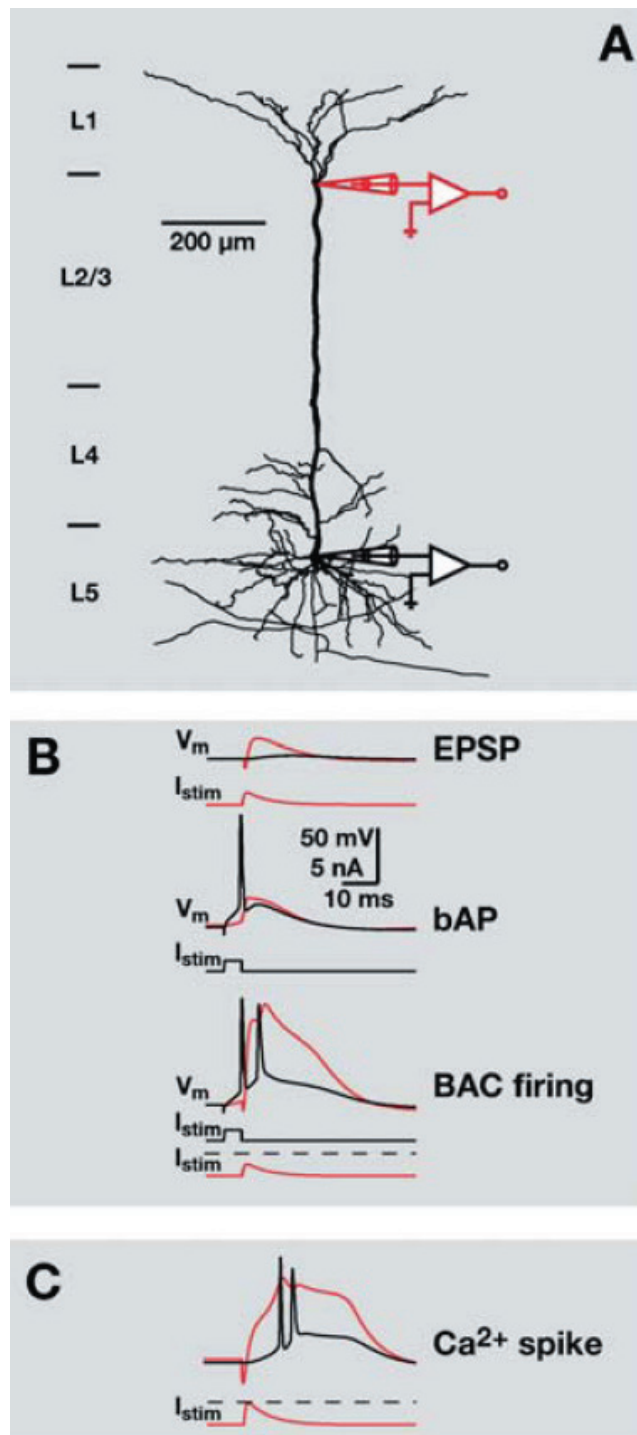 A
L1
200 µm
L2/3
L4
L5
B
Vm
EPSP
Istim
50 mV
5 nA
10 ms
Vm
bAP
Istim
Vm
BAC firing
Istim
Istim
C
Ca2+ spike
Istim